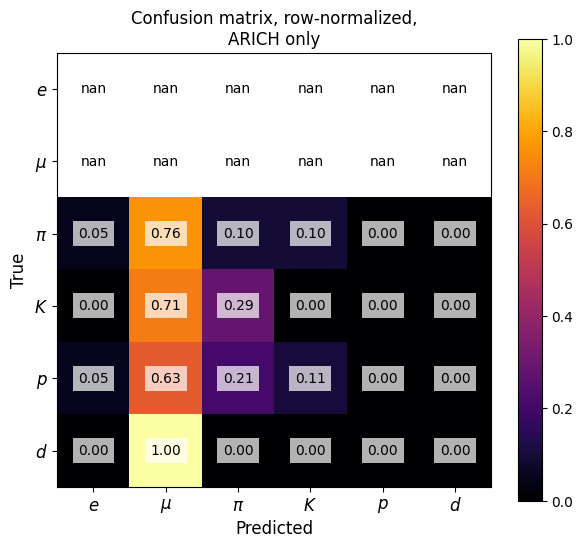 Confusion matrix, row-normalized,
ARICH only
e nan nan nan nan nan nan
μ nan nan nan nan nan nan
π 0.05 0.76 0.10 0.10 0.00 0.00
K 0.00 0.71 0.29 0.00 0.00 0.00
p 0.05 0.63 0.21 0.11 0.00 0.00
d 0.00 1.00 0.00 0.00 0.00 0.00
e μ π K p d
Predicted
True
1.0
0.8
0.6
0.4
0.2
0.0